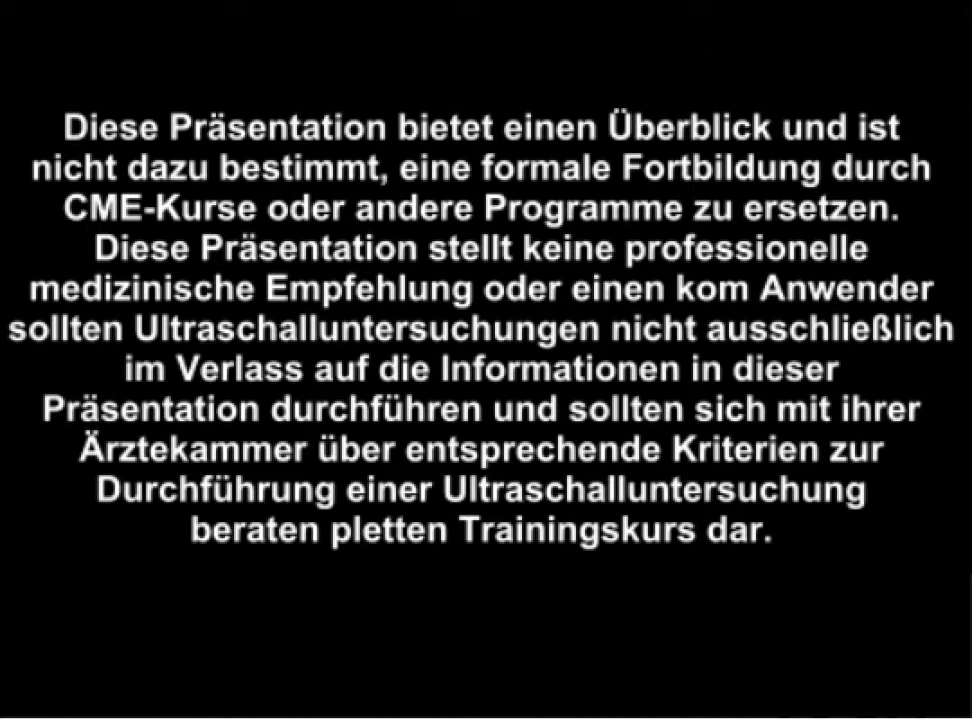 Diese Präsentation bietet einen Überblick und ist
nicht dazu bestimmt, eine formale Fortbildung durch
CME-Kurse oder andere Programme zu ersetzen.
Diese Präsentation stellt keine professionelle
medizinische Empfehlung oder einen kom Anwender
sollten Ultraschalluntersuchungen nicht ausschließlich
im Verlass auf die Informationen in dieser
Präsentation durchführen und sollten sich mit ihrer
Ärztekammer über entsprechende Kriterien zur
Durchführung einer Ultraschalluntersuchung
beraten pletten Trainingskurs dar.